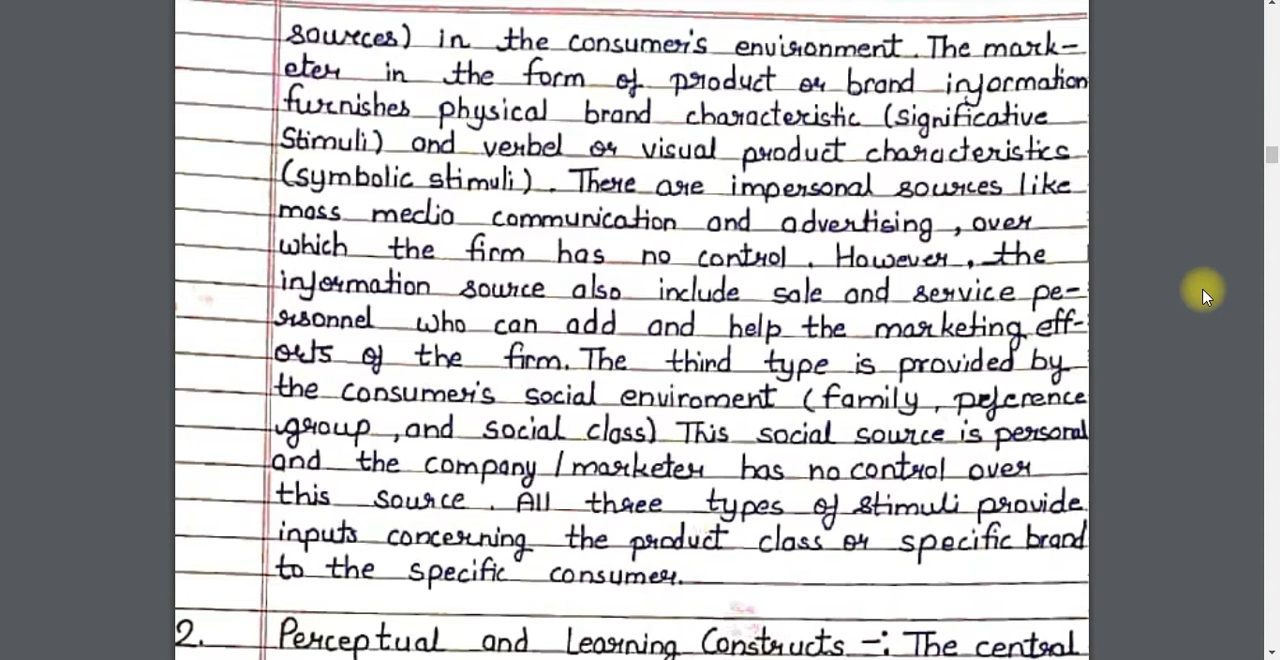 sources) in the consumer's environment. The mark-
eter in the form of product or brand information
furnishes physical brand characteristic (significative
Stimuli) and verbel or visual product characteristics
(symbolic stimuli). There are impersonal sources like
mass media communication and advertising, over
which the firm has no control. However, the
information source also include sale and service pe-
rsonnel who can add and help the marketing eff-
orts of the firm. The third type is provided by
the consumer's social enviroment (family, peference
group, and social class) This social source is personal
and the company / marketer has no control over
this source. All three types of stimuli provide
inputs concerning the product class or specific brand
to the specific consumer.
2. Perceptual and Learning Constructs -: The central